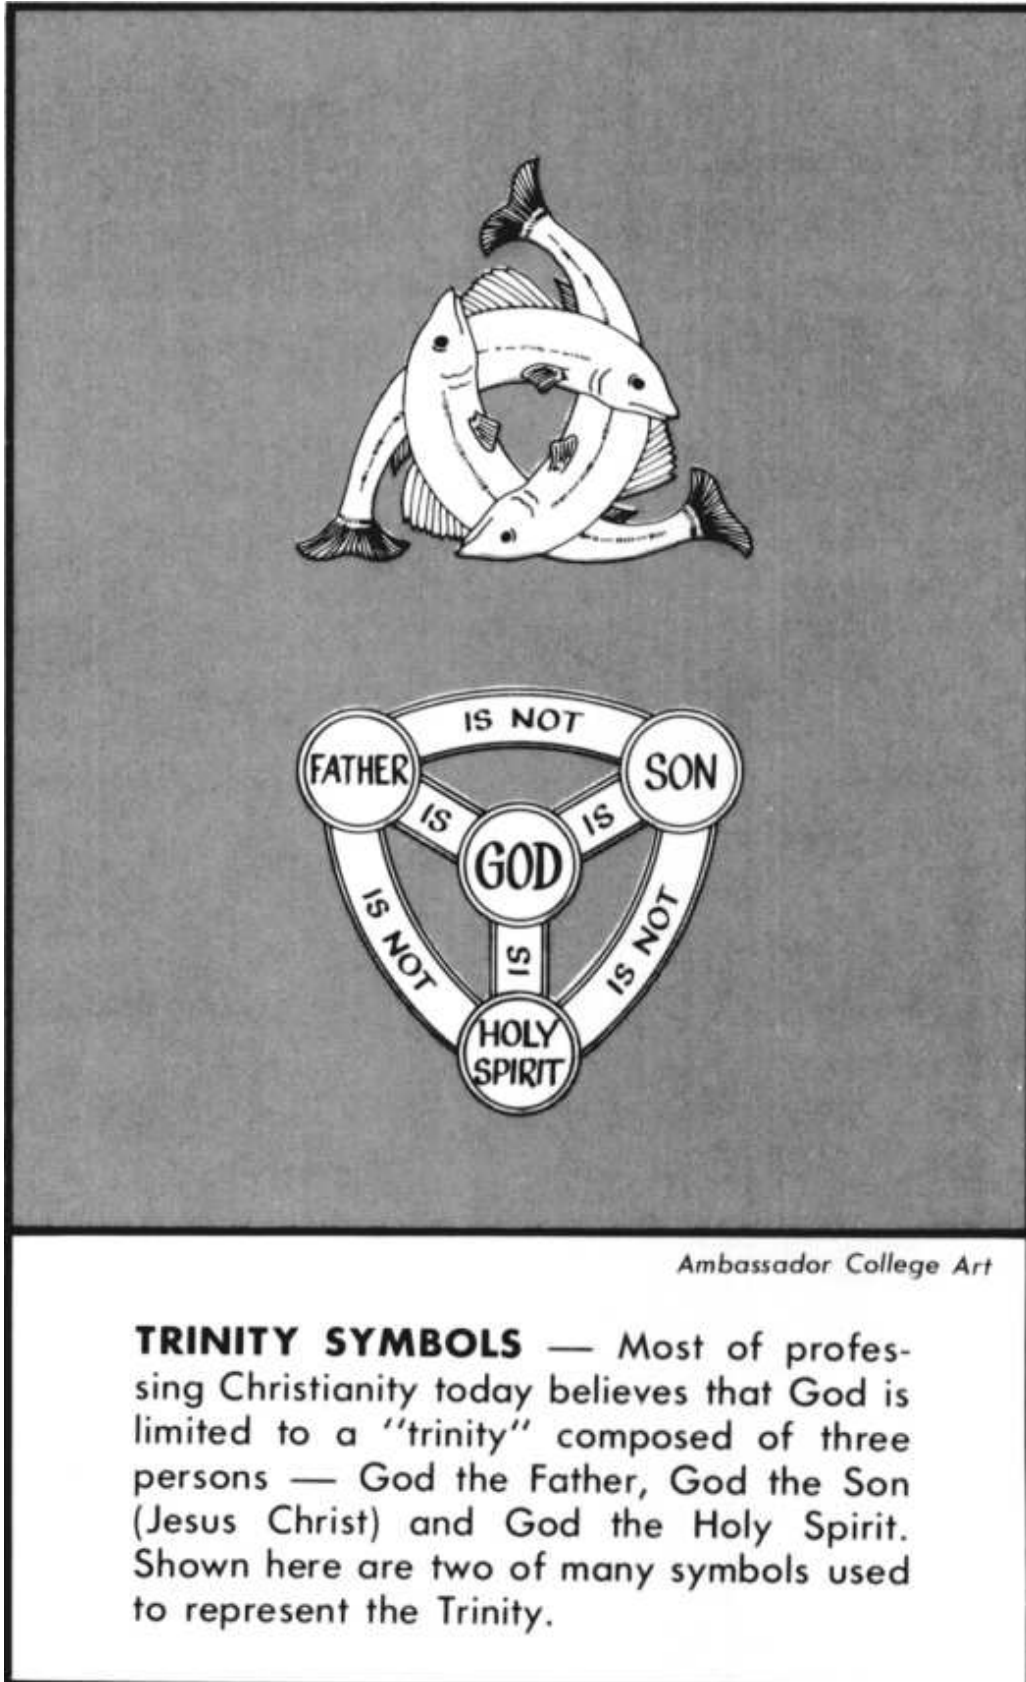 IS NOT
FATHER
SON
IS
IS
GOD
IS NOT
IS NOT
IS
HOLY
SPIRIT
Ambassador College Art
TRINITY SYMBOLS — Most of profes-
sing Christianity today believes that God is
limited to a "trinity" composed of three
persons — God the Father, God the Son
(Jesus Christ) and God the Holy Spirit.
Shown here are two of many symbols used
to represent the Trinity.